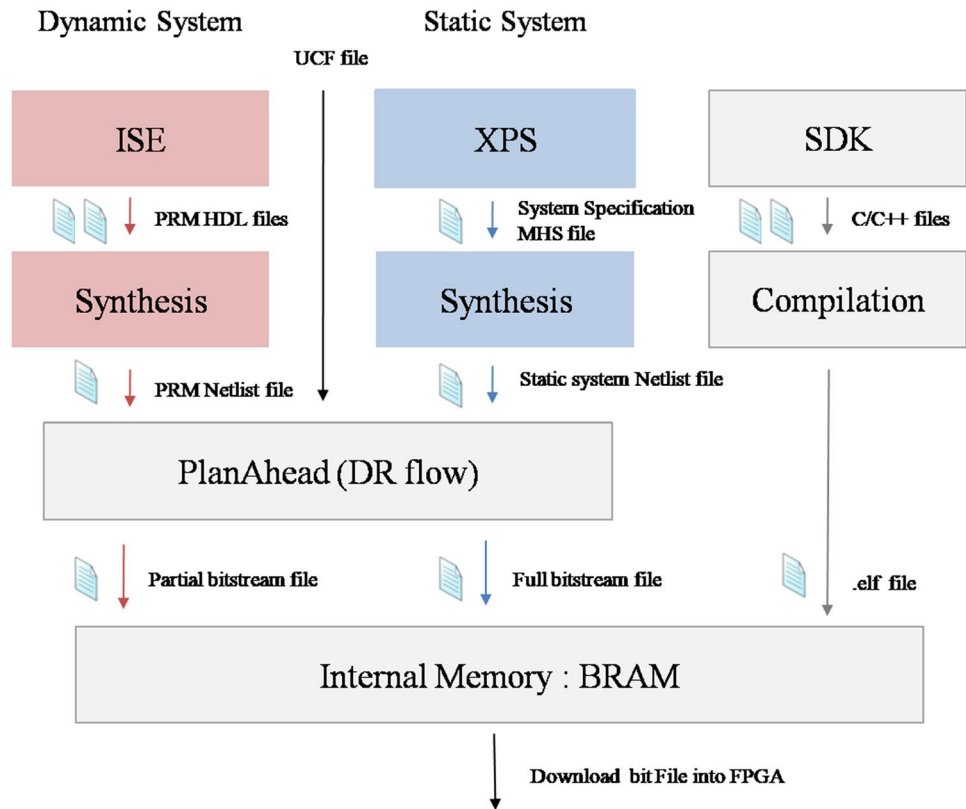 Dynamic System
Static System
UCF file
ISE
XPS
SDK
PRM HDL files
System Specification
MHS file
C/C++ files
Synthesis
Synthesis
Compilation
PRM Netlist file
Static system Netlist file
PlanAhead (DR flow)
Partial bitstream file
Full bitstream file
.elf file
Internal Memory : BRAM
Download bit File into FPGA